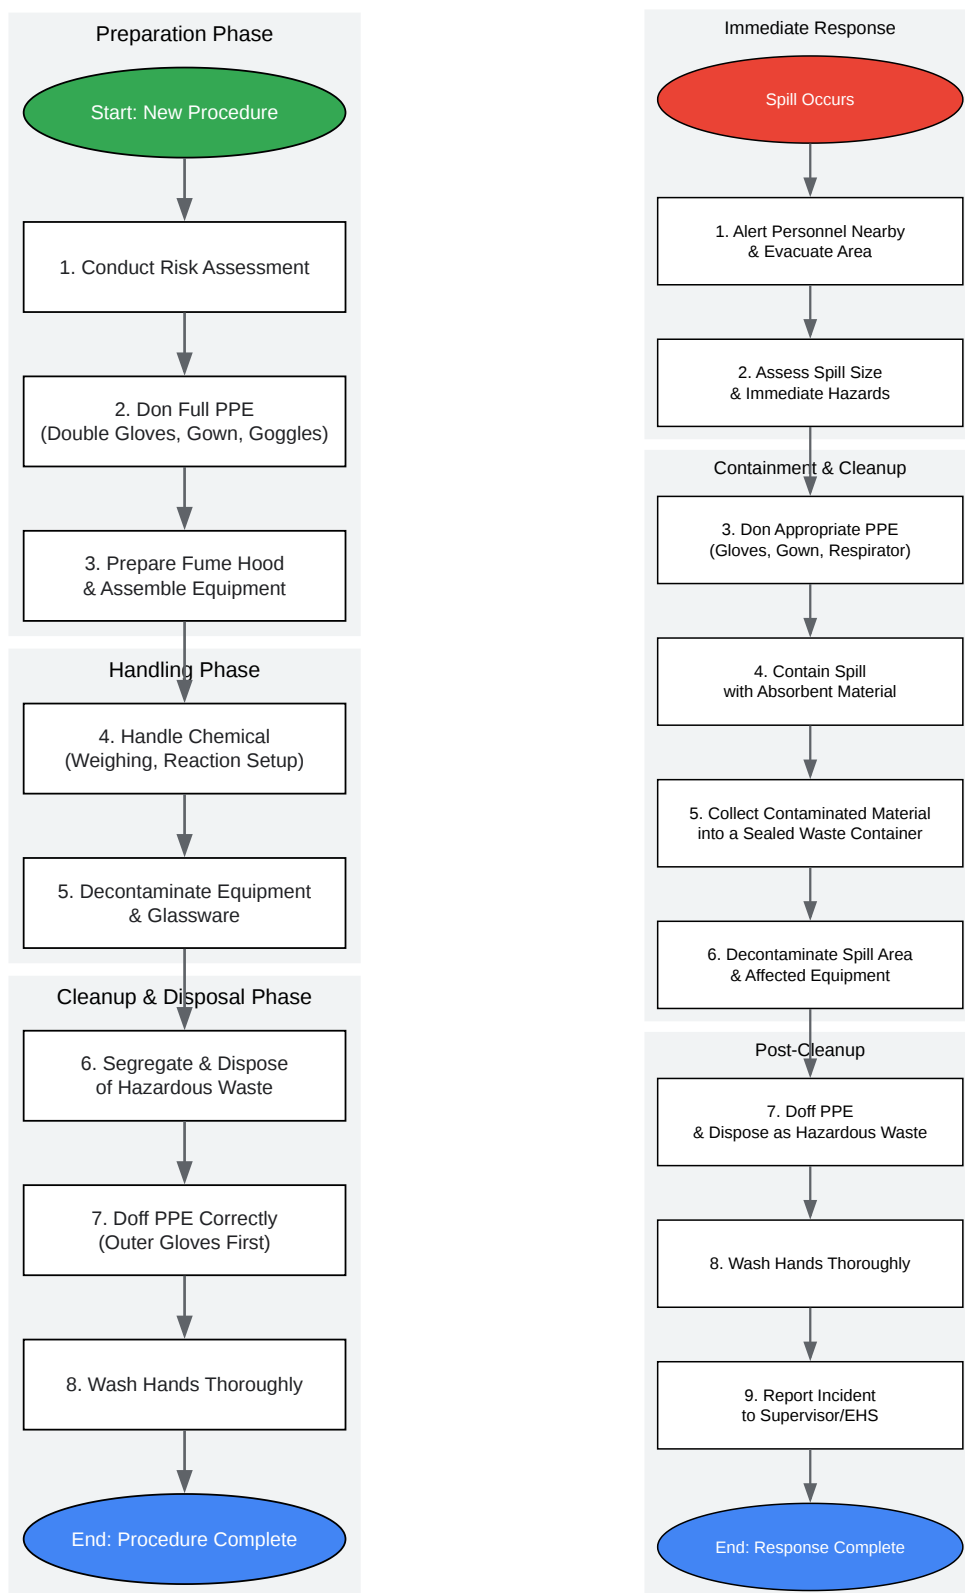 Preparation Phase
Start: New Procedure
1. Conduct Risk Assessment
2. Don Full PPE
(Double Gloves, Gown, Goggles)
3. Prepare Fume Hood
& Assemble Equipment
Handling Phase
4. Handle Chemical
(Weighing, Reaction Setup)
5. Decontaminate Equipment
& Glassware
Cleanup & Disposal Phase
6. Segregate & Dispose
of Hazardous Waste
7. Doff PPE Correctly
(Outer Gloves First)
8. Wash Hands Thoroughly
End: Procedure Complete
Immediate Response
Spill Occurs
1. Alert Personnel Nearby
& Evacuate Area
2. Assess Spill Size
& Immediate Hazards
Containment & Cleanup
3. Don Appropriate PPE
(Gloves, Gown, Respirator)
4. Contain Spill
with Absorbent Material
5. Collect Contaminated Material
into a Sealed Waste Container
6. Decontaminate Spill Area
& Affected Equipment
Post-Cleanup
7. Doff PPE
& Dispose as Hazardous Waste
8. Wash Hands Thoroughly
9. Report Incident
to Supervisor/EHS
End: Response Complete